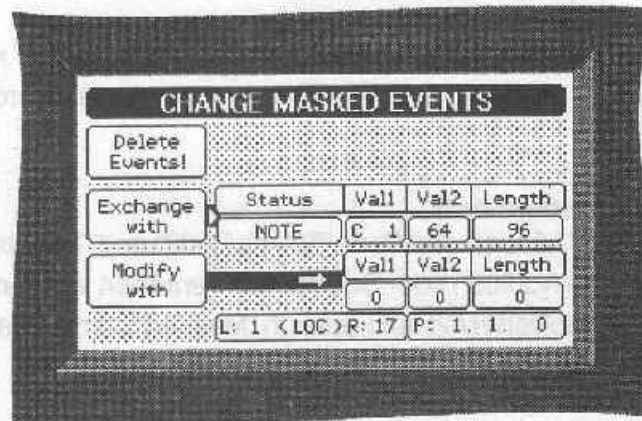 CHANGE MASKED EVENTS
Delete
Events!
Exchange
with
Status Val1 Val2 Length
NOTE C 1 64 96
Modify
with
Val1 Val2 Length
0 0 0
L: 1 < LOC > R: 17 P: 1. 1. 0